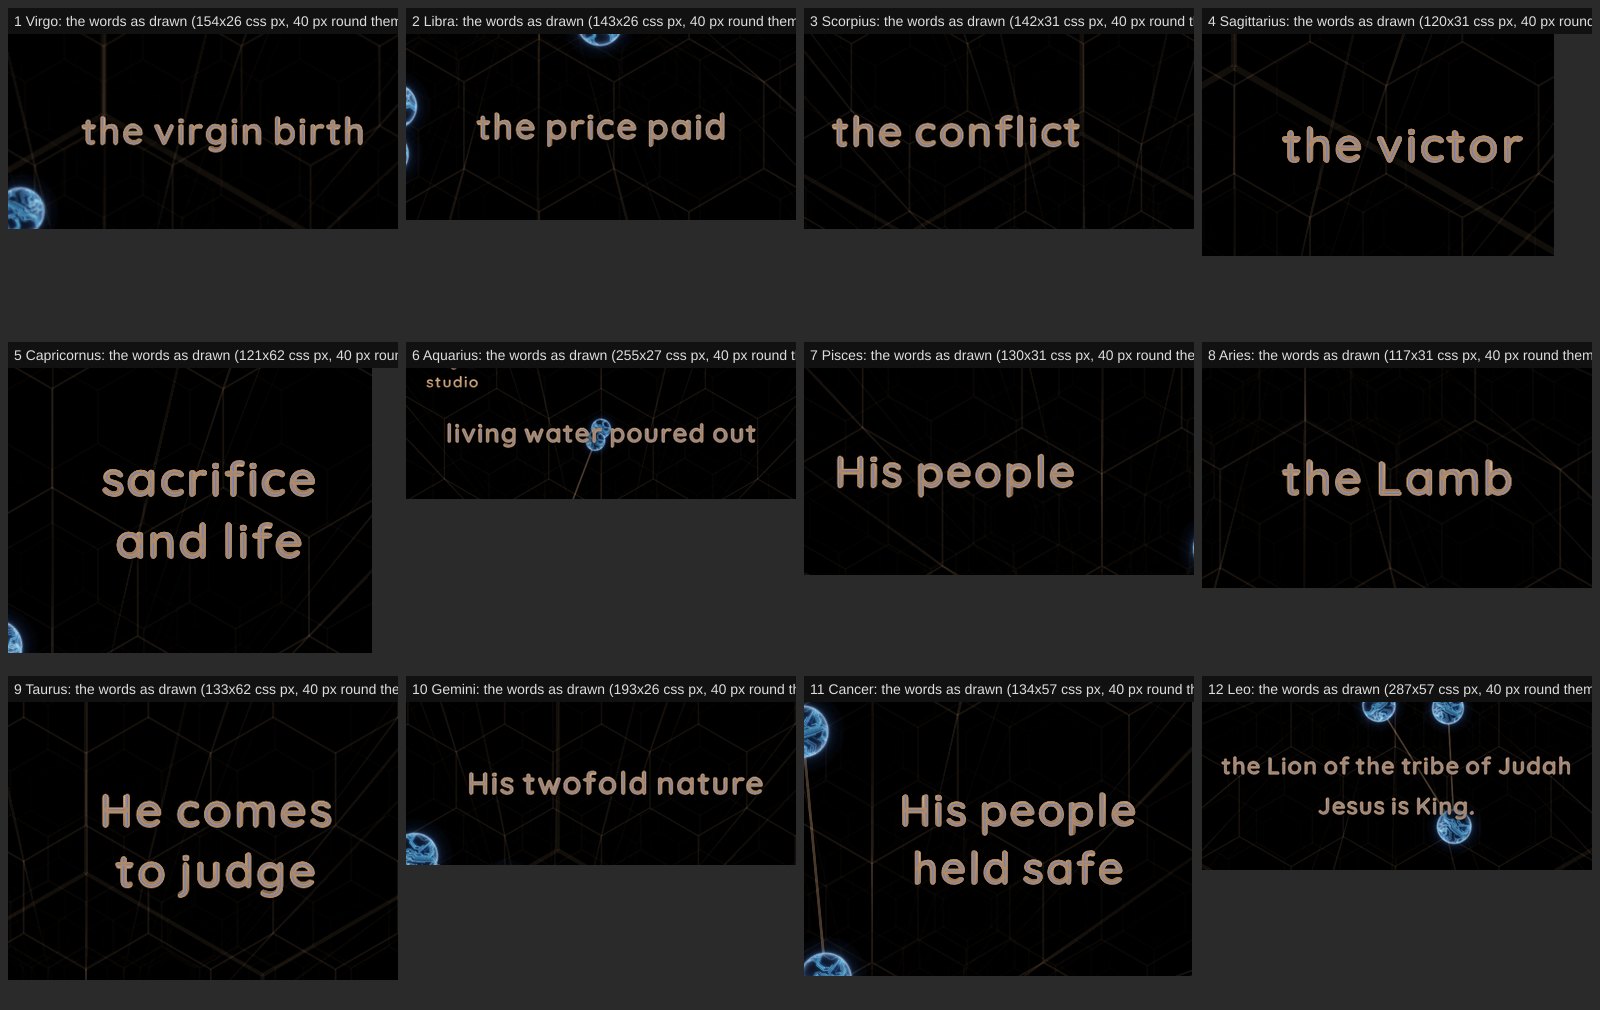 1 Virgo: the words as drawn (154x26 css px, 40 px round them
the virgin birth
2 Libra: the words as drawn (143x26 css px, 40 px round them
the price paid
3 Scorpius: the words as drawn (142x31 css px, 40 px round t
the conflict
4 Sagittarius: the words as drawn (120x31 css px, 40 px round
the victor
5 Capricornus: the words as drawn (121x62 css px, 40 px roun
sacrifice
and life
6 Aquarius: the words as drawn (255x27 css px, 40 px round t
studio
living water poured out
7 Pisces: the words as drawn (130x31 css px, 40 px round the
His people
8 Aries: the words as drawn (117x31 css px, 40 px round them
the Lamb
9 Taurus: the words as drawn (133x62 css px, 40 px round the
He comes
to judge
10 Gemini: the words as drawn (193x26 css px, 40 px round th
His twofold nature
11 Cancer: the words as drawn (134x57 css px, 40 px round th
His people
held safe
12 Leo: the words as drawn (287x57 css px, 40 px round them
the Lion of the tribe of Judah
Jesus is King.